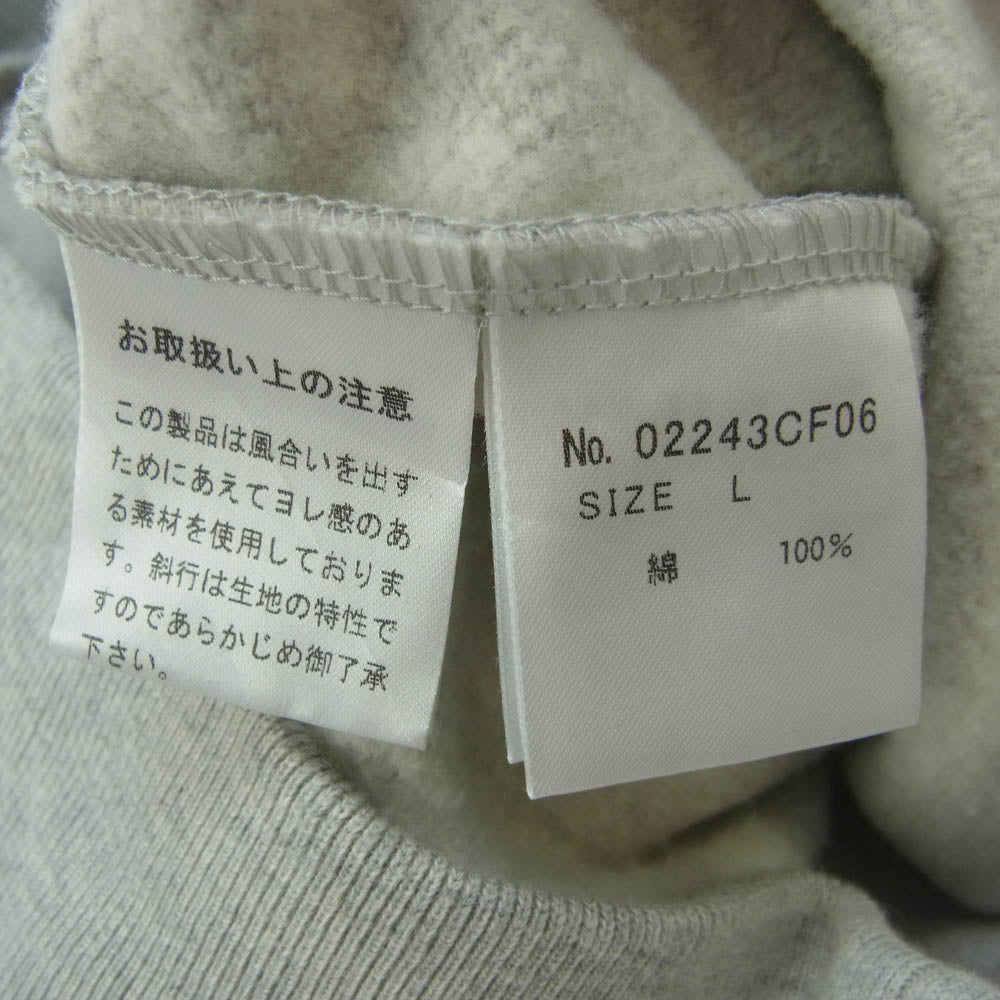 お取扱い上の注意
この製品は風合いを出す
ためにあえてヨレ感のあ
る素材を使用しておりま
す。斜行は生地の特性で
すのであらかじめ御了承
下さい。
No. 02243CF06
SIZE L
綿 100%